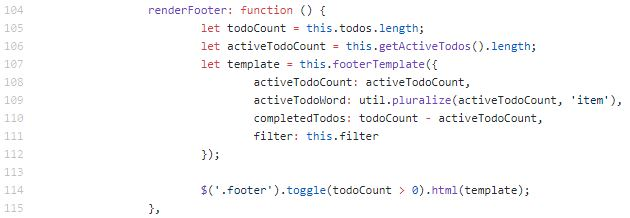 104 renderFooter: function () {
105 let todoCount = this.todos.length;
106 let activeTodoCount = this.getActiveTodos().length;
107 let template = this.footerTemplate({
108 activeTodoCount: activeTodoCount,
109 activeTodoWord: util.pluralize(activeTodoCount, 'item'),
110 completedTodos: todoCount - activeTodoCount,
111 filter: this.filter
112 });
113
114 $('.footer').toggle(todoCount > 0).html(template);
115 },